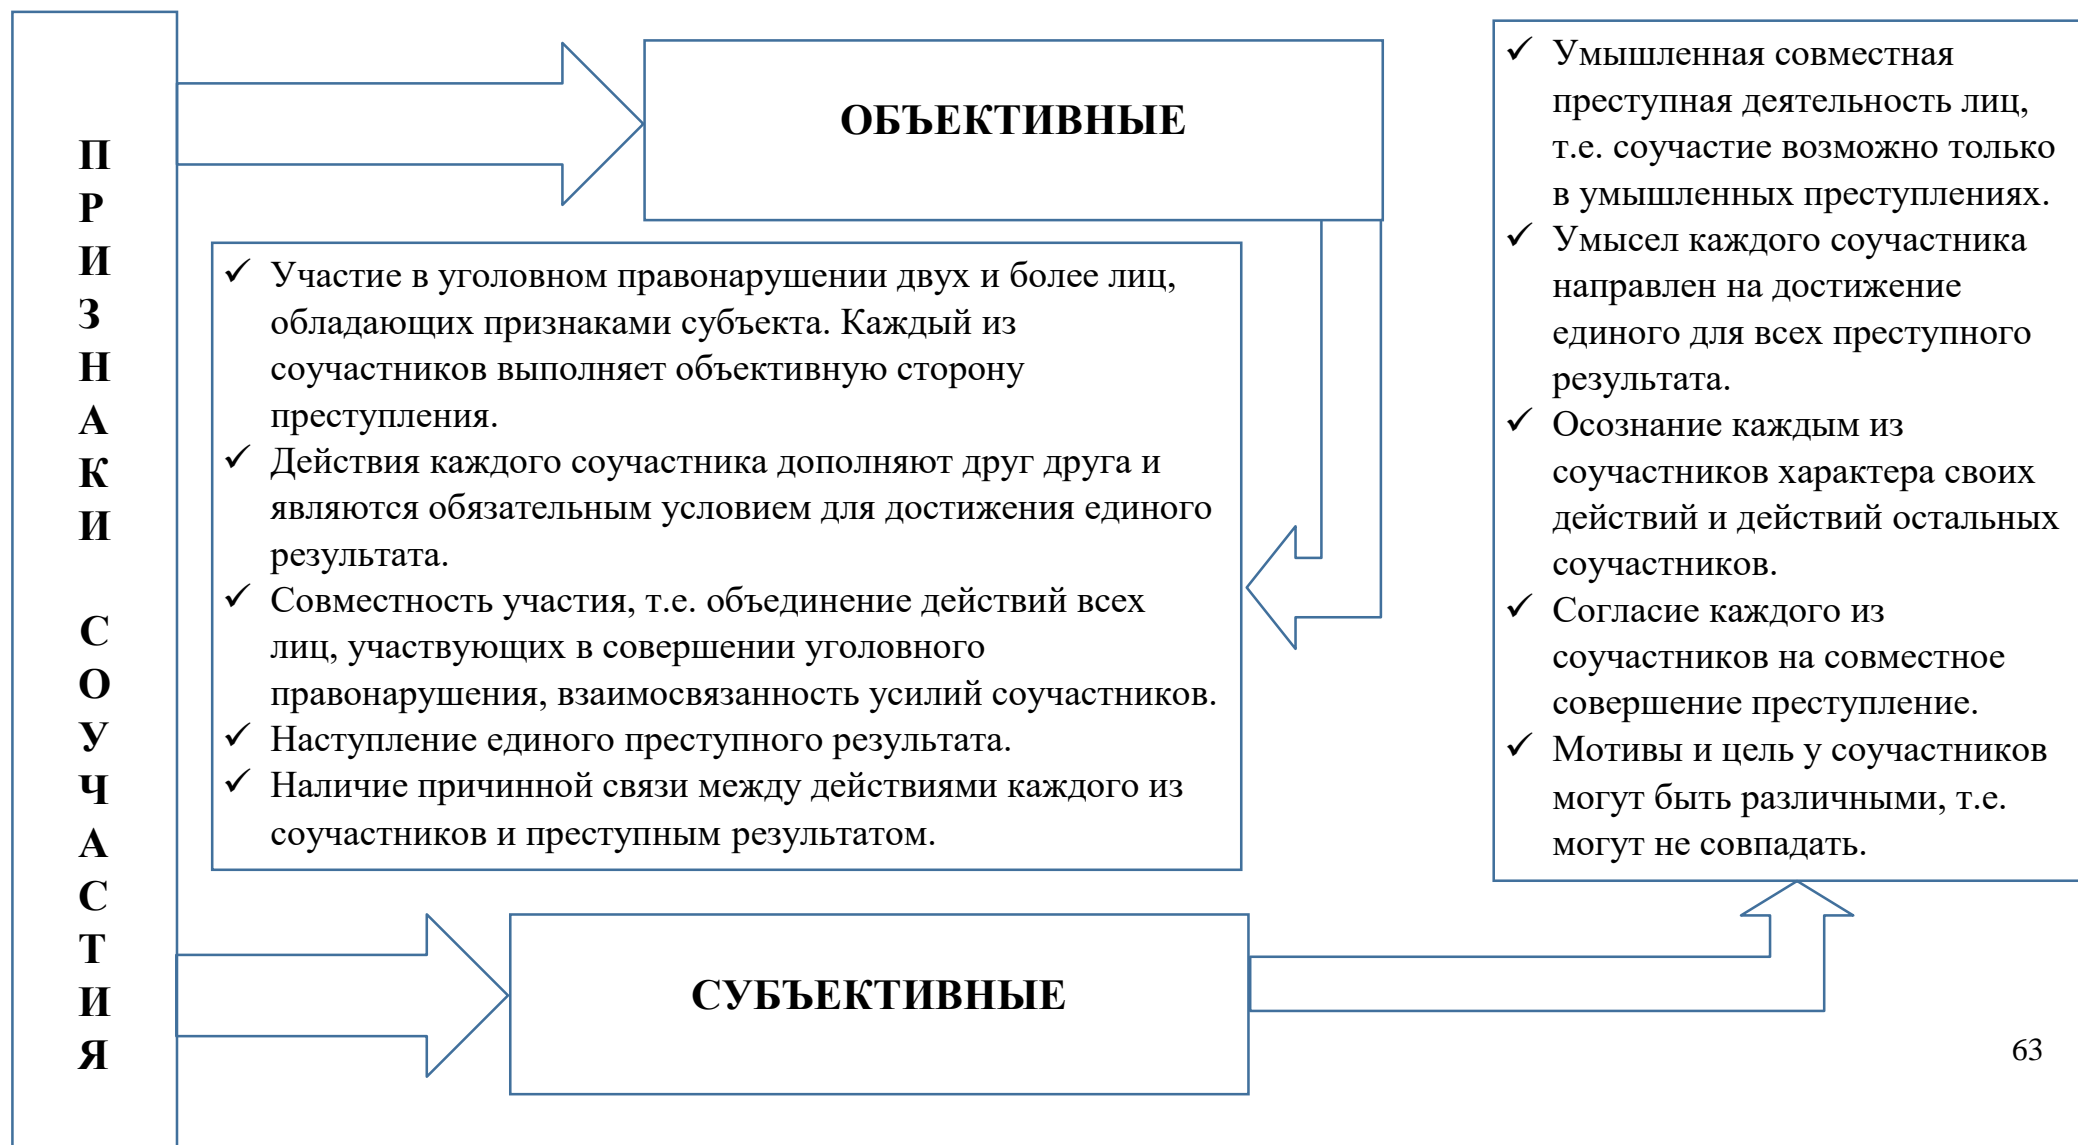 ПРИЗНАКИ СОУЧАСТИЯ
ОБЪЕКТИВНЫЕ
✓ Участие в уголовном правонарушении двух и более лиц,
обладающих признаками субъекта. Каждый из
соучастников выполняет объективную сторону
преступления.
✓ Действия каждого соучастника дополняют друг друга и
являются обязательным условием для достижения единого
результата.
✓ Совместность участия, т.е. объединение действий всех
лиц, участвующих в совершении уголовного
правонарушения, взаимосвязанность усилий соучастников.
✓ Наступление единого преступного результата.
✓ Наличие причинной связи между действиями каждого из
соучастников и преступным результатом.
СУБЪЕКТИВНЫЕ
✓ Умышленная совместная
преступная деятельность лиц,
т.е. соучастие возможно только
в умышленных преступлениях.
✓ Умысел каждого соучастника
направлен на достижение
единого для всех преступного
результата.
✓ Осознание каждым из
соучастников характера своих
действий и действий остальных
соучастников.
✓ Согласие каждого из
соучастников на совместное
совершение преступление.
✓ Мотивы и цель у соучастников
могут быть различными, т.е.
могут не совпадать.
63